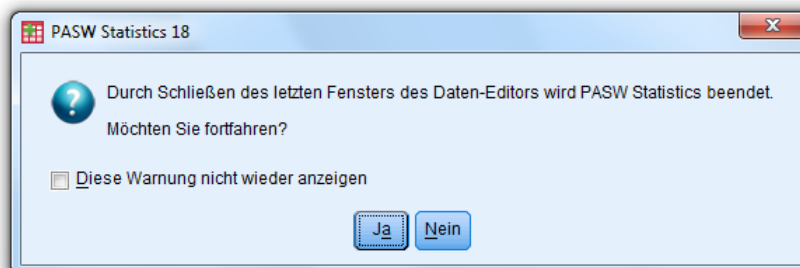 PASW Statistics 18
Durch Schließen des letzten Fensters des Daten-Editors wird PASW Statistics beendet.
Möchten Sie fortfahren?
Diese Warnung nicht wieder anzeigen
Ja Nein